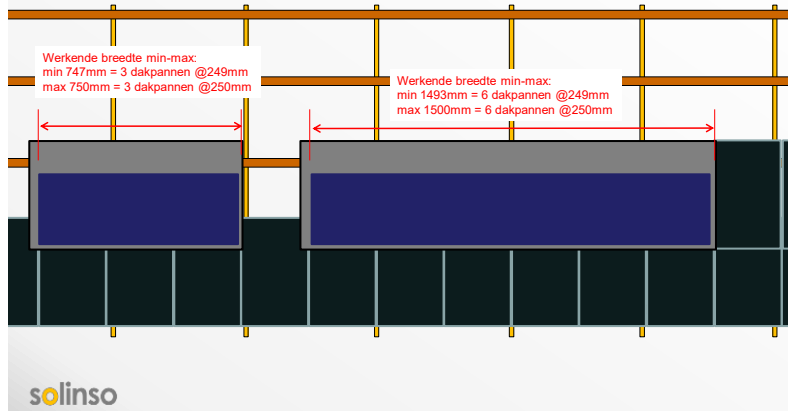 Werkende breedte min-max:
min 747mm = 3 dakpannen @249mm
max 750mm = 3 dakpannen @250mm
Werkende breedte min-max:
min 1493mm = 6 dakpannen @249mm
max 1500mm = 6 dakpannen @250mm
solinso